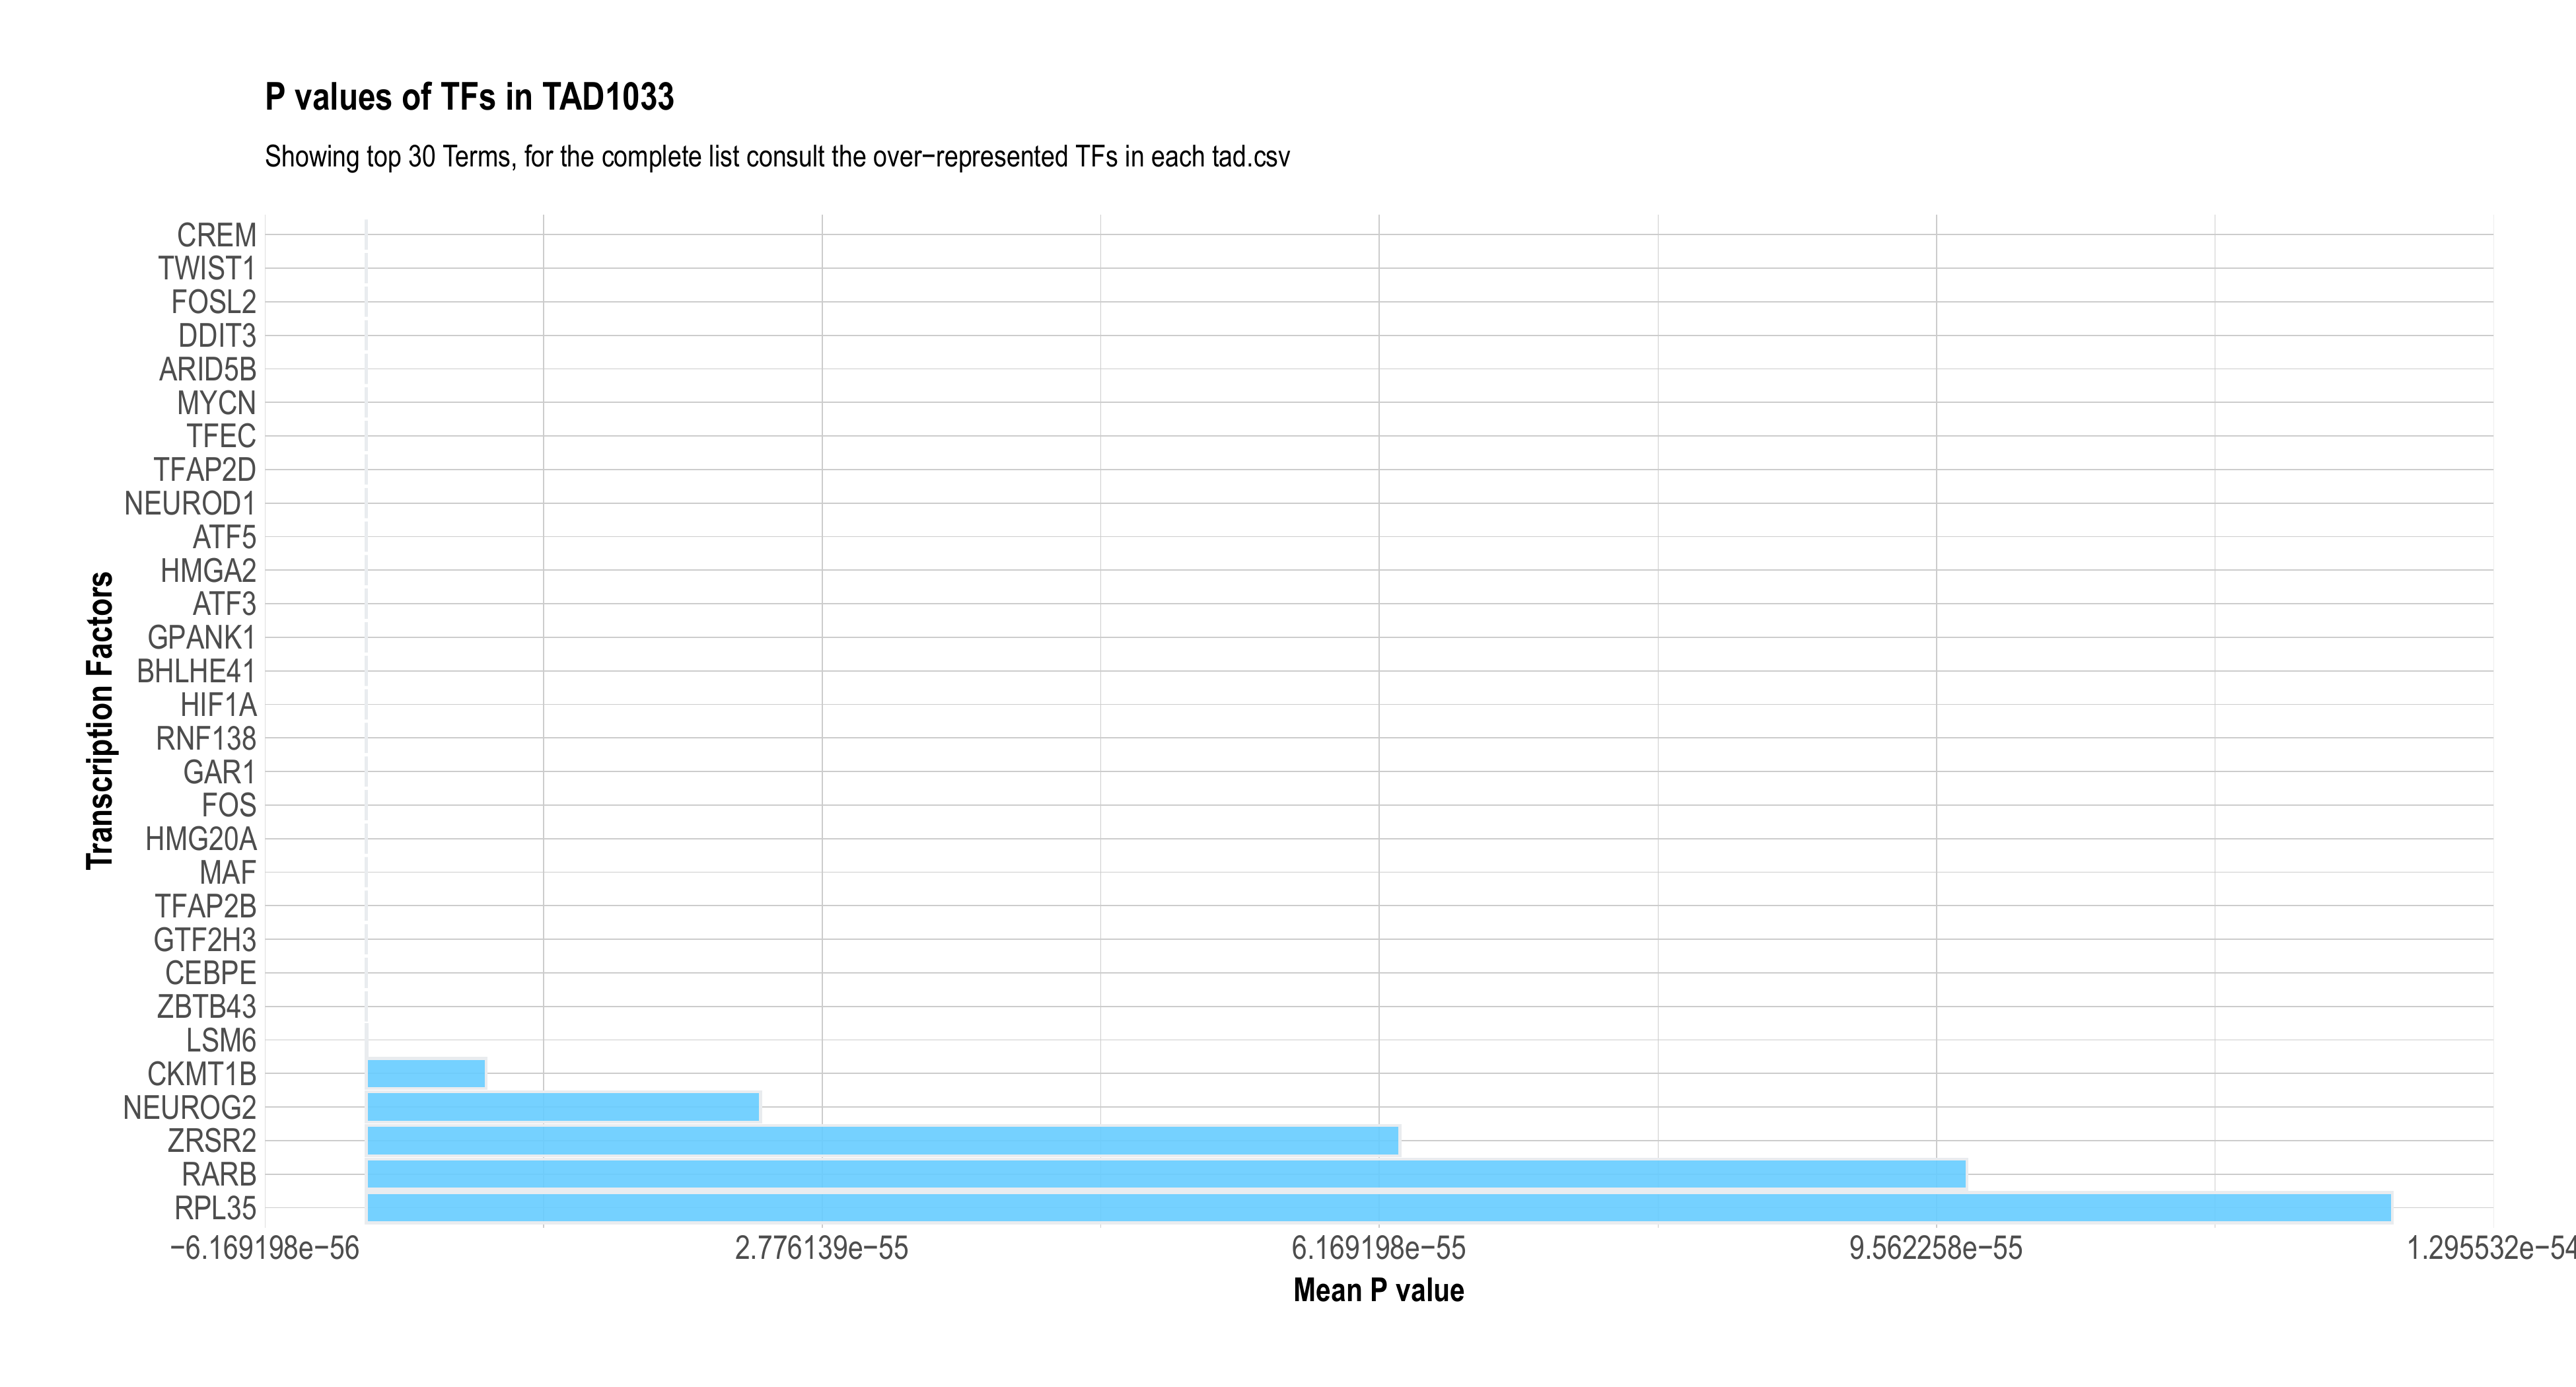 P values of TFs in TAD1033
Showing top 30 Terms, for the complete list consult the over−represented TFs in each tad.csv
Transcription Factors
CREM
TWIST1
FOSL2
DDIT3
ARID5B
MYCN
TFEC
TFAP2D
NEUROD1
ATF5
HMGA2
ATF3
GPANK1
BHLHE41
HIF1A
RNF138
GAR1
FOS
HMG20A
MAF
TFAP2B
GTF2H3
CEBPE
ZBTB43
LSM6
CKMT1B
NEUROG2
ZRSR2
RARB
RPL35
−6.169198e−56 2.776139e−55 6.169198e−55 9.562258e−55 1.295532e−54
Mean P value